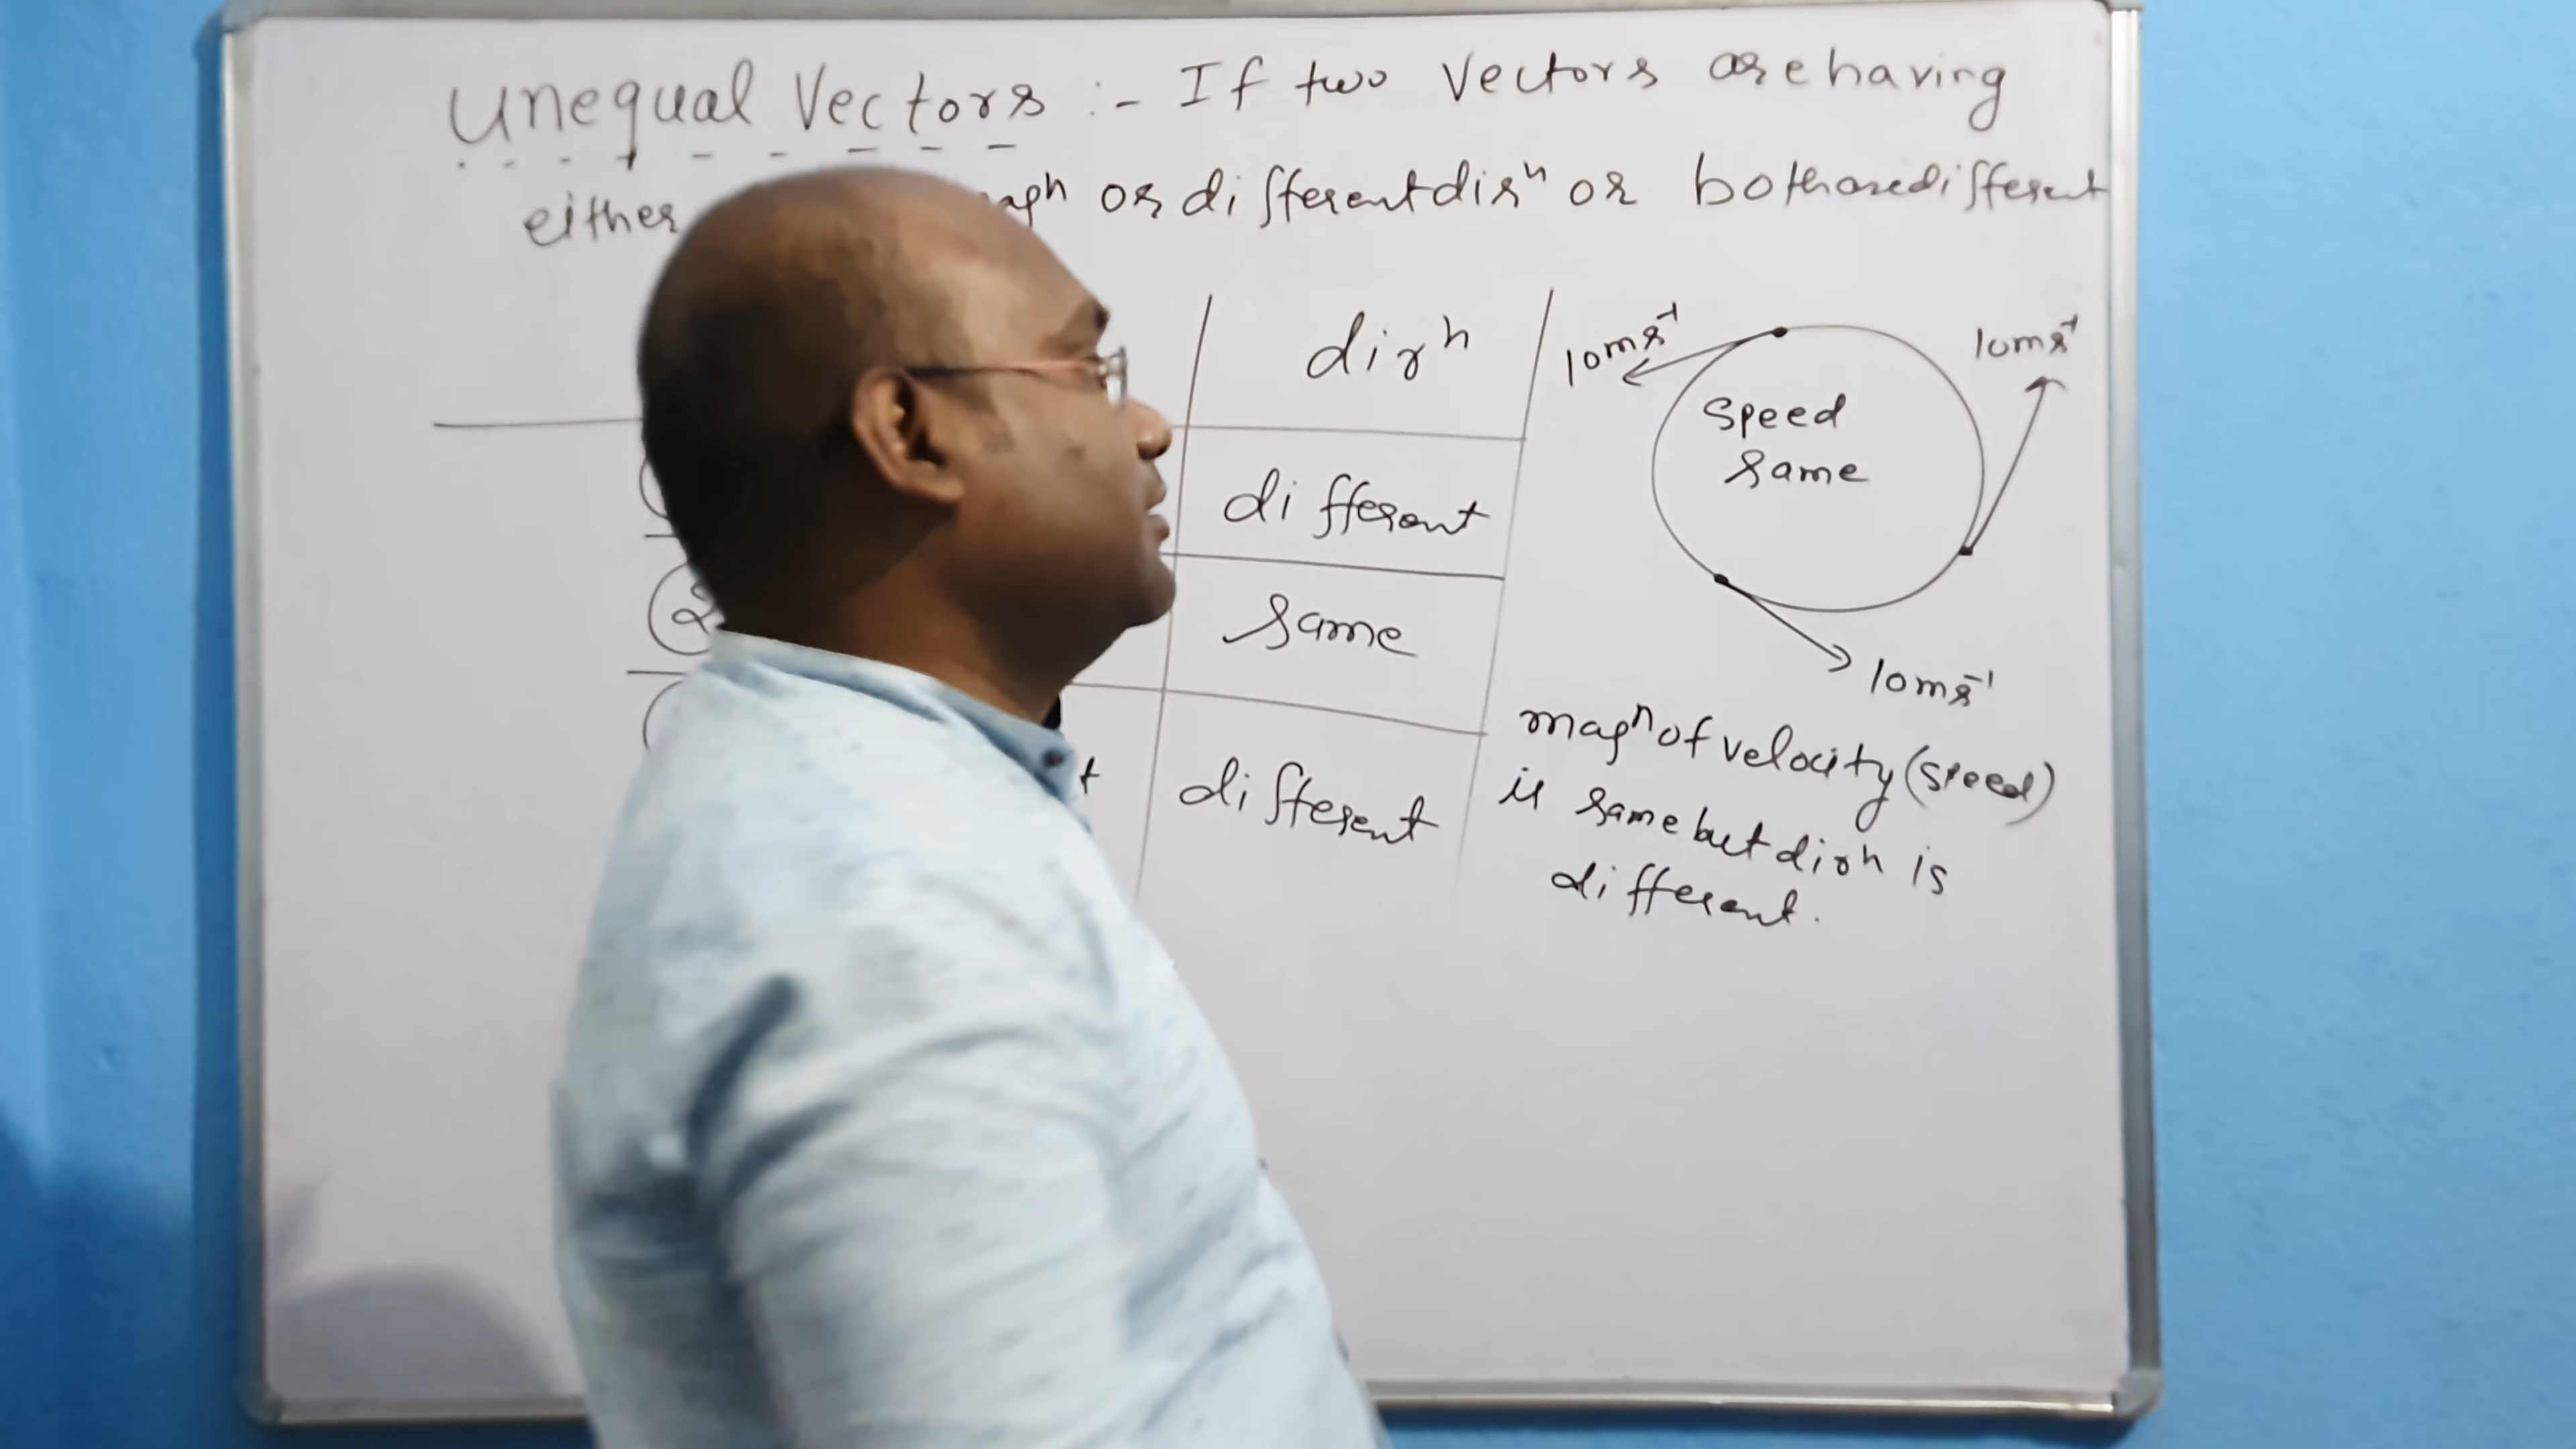 Unequal Vectors :- If two Vectors are having
either or different dirⁿ or both are different
dirⁿ
different
② same
different
10ms⁻¹
10ms⁻¹
Speed
same
10ms⁻¹
magⁿ of velocity (speed)
is same but dirⁿ is
different.